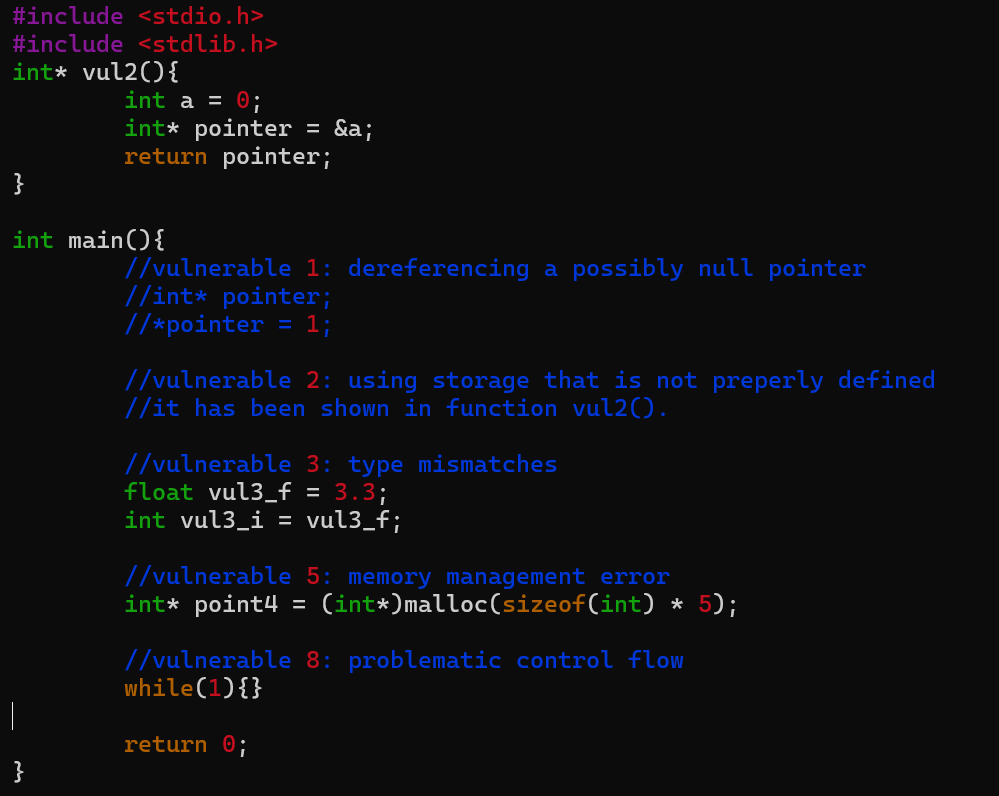 #include <stdio.h>
#include <stdlib.h>
int* vul2(){
        int a = 0;
        int* pointer = &a;
        return pointer;
}

int main(){
        //vulnerable 1: dereferencing a possibly null pointer
        //int* pointer;
        //*pointer = 1;

        //vulnerable 2: using storage that is not preperly defined
        //it has been shown in function vul2().

        //vulnerable 3: type mismatches
        float vul3_f = 3.3;
        int vul3_i = vul3_f;

        //vulnerable 5: memory management error
        int* point4 = (int*)malloc(sizeof(int) * 5);

        //vulnerable 8: problematic control flow
        while(1){}

        return 0;
}